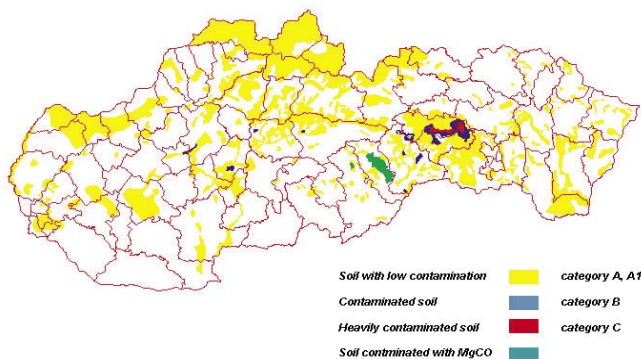 Soil with low contamination category A, A1
Contaminated soil category B
Heavily contaminated soil category C
Soil contminated with MgCO